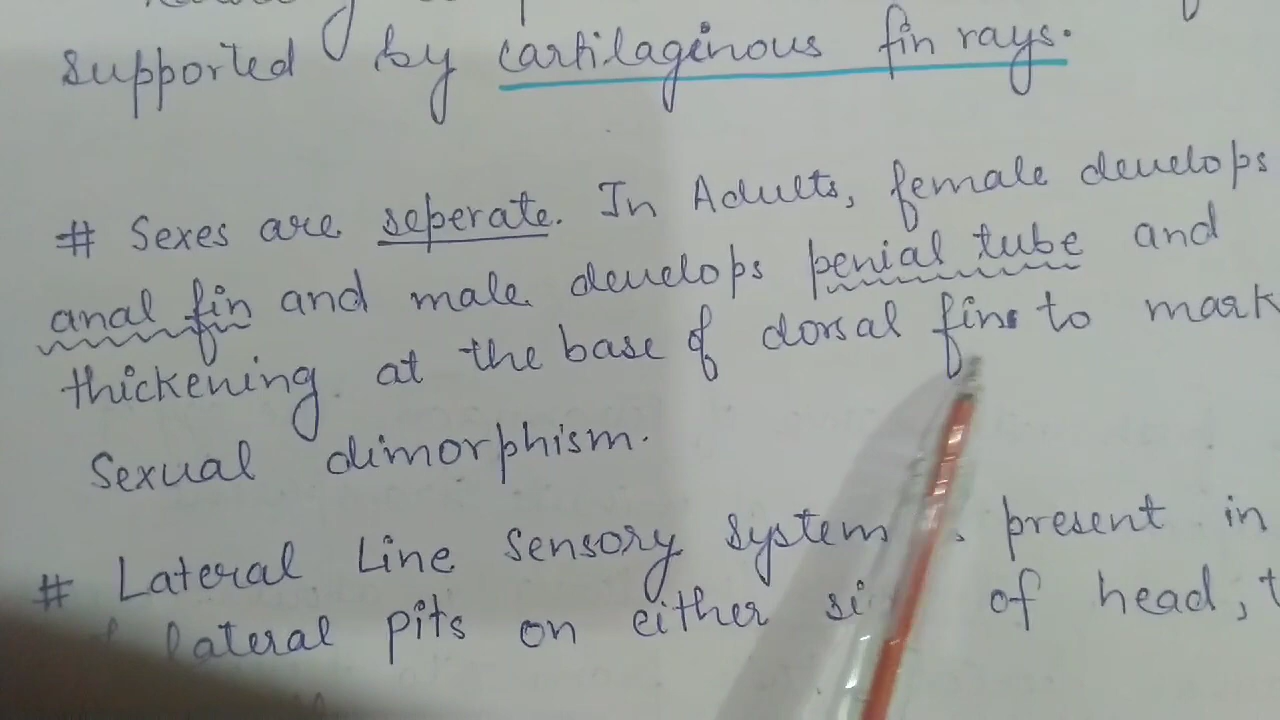 supported by cartilaginous fin rays.
# Sexes are seperate. In Adults, female develops
anal fin and male develops penial tube and
thickening at the base of dorsal fins to mark
Sexual dimorphism.
# Lateral Line sensory system, present in
lateral pits on either of head,